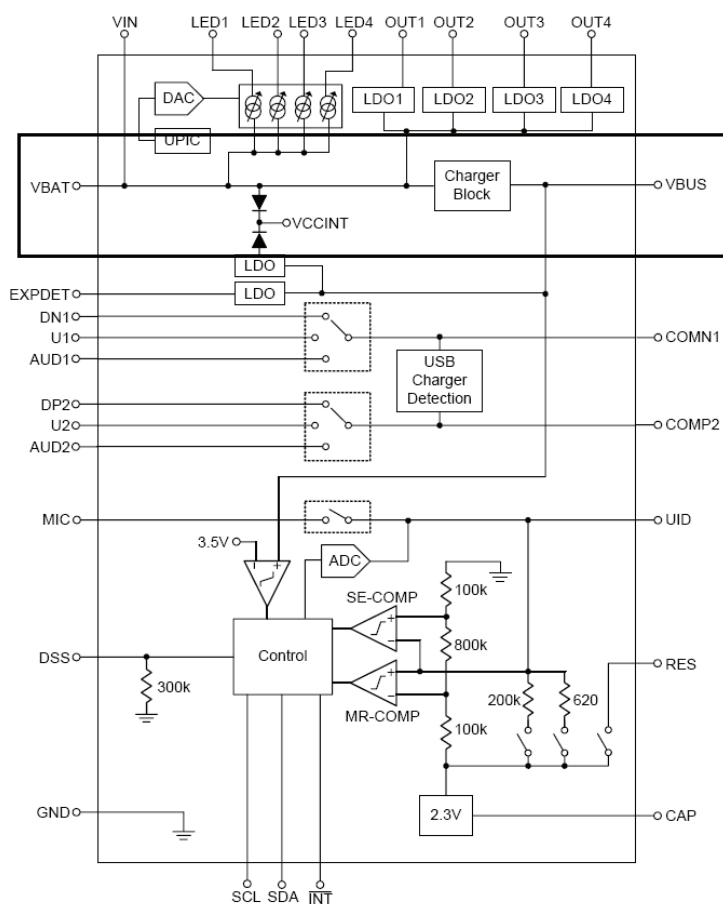 VIN LED1 LED2 LED3 LED4 OUT1 OUT2 OUT3 OUT4
DAC
LDO1 LDO2 LDO3 LDO4
UPIC
VBAT
Charger
Block
VBUS
VCCINT
LDO
EXPDET
LDO
DN1
U1
COMN1
AUD1
USB
Charger
Detection
DP2
U2
COMP2
AUD2
MIC
UID
3.5V
- +
ADC
100k
SE-COMP
+
-
800k
DSS
Control
RES
300k
+
-
200k
620
MR-COMP
100k
GND
2.3V
CAP
SCL SDA INT